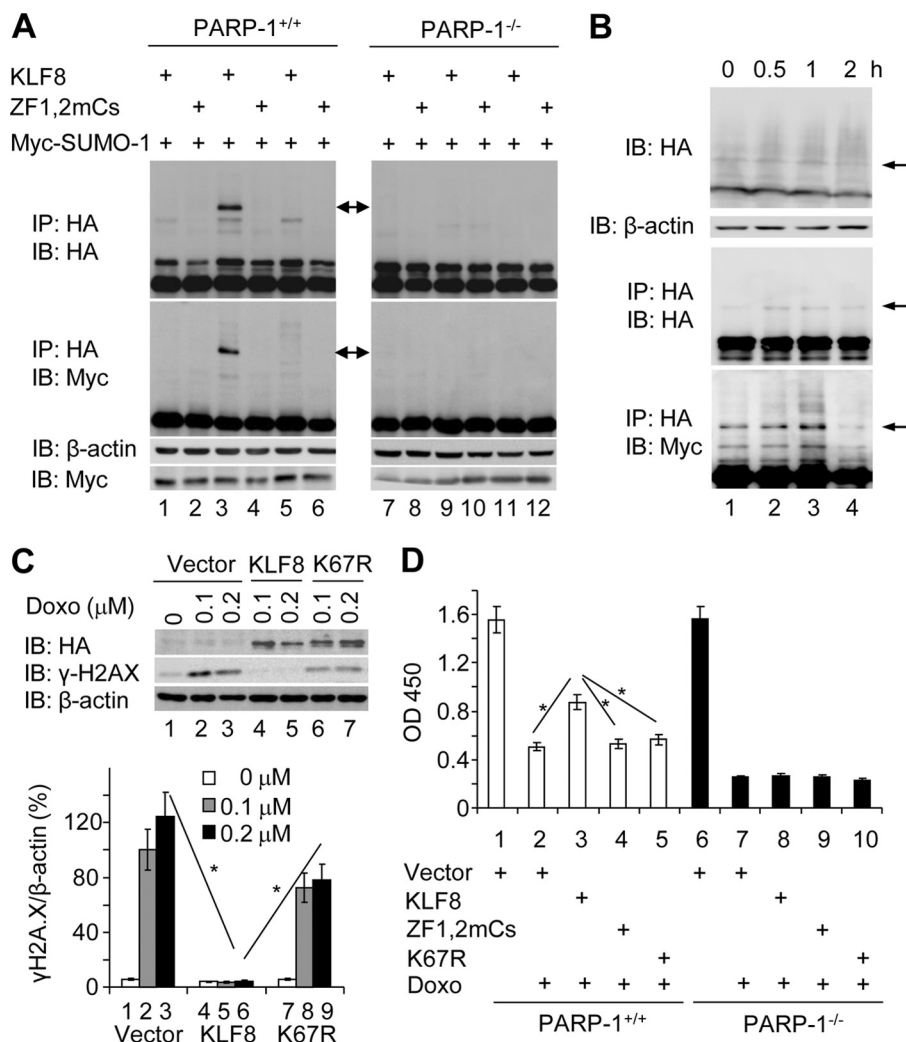 A
PARP-1+/+
PARP-1-/-
KLF8 + + + + + +
ZF1,2mCs + + + + + +
Myc-SUMO-1 + + + + + + + + + + + +
IP: HA
IB: HA
IP: HA
IB: Myc
IB: β-actin
IB: Myc
1 2 3 4 5 6 7 8 9 10 11 12
B
0 0.5 1 2 h
IB: HA
IB: β-actin
IP: HA
IB: HA
IP: HA
IB: Myc
1 2 3 4
C
Vector KLF8 K67R
Doxo (μM) 0 0.1 0.2 0.1 0.2 0.1 0.2
IB: HA
IB: γ-H2AX
IB: β-actin
1 2 3 4 5 6 7
γH2A.X/β-actin (%)
120
80
40
0
0 μM
0.1 μM
0.2 μM
* *
1 2 3 4 5 6 7 8 9
Vector KLF8 K67R
D
OD 450
1.6
1.2
0.8
0.4
0
* * *
1 2 3 4 5 6 7 8 9 10
Vector + + + +
KLF8 + +
ZF1,2mCs + +
K67R + +
Doxo + + + + + + + +
PARP-1+/+
PARP-1-/-